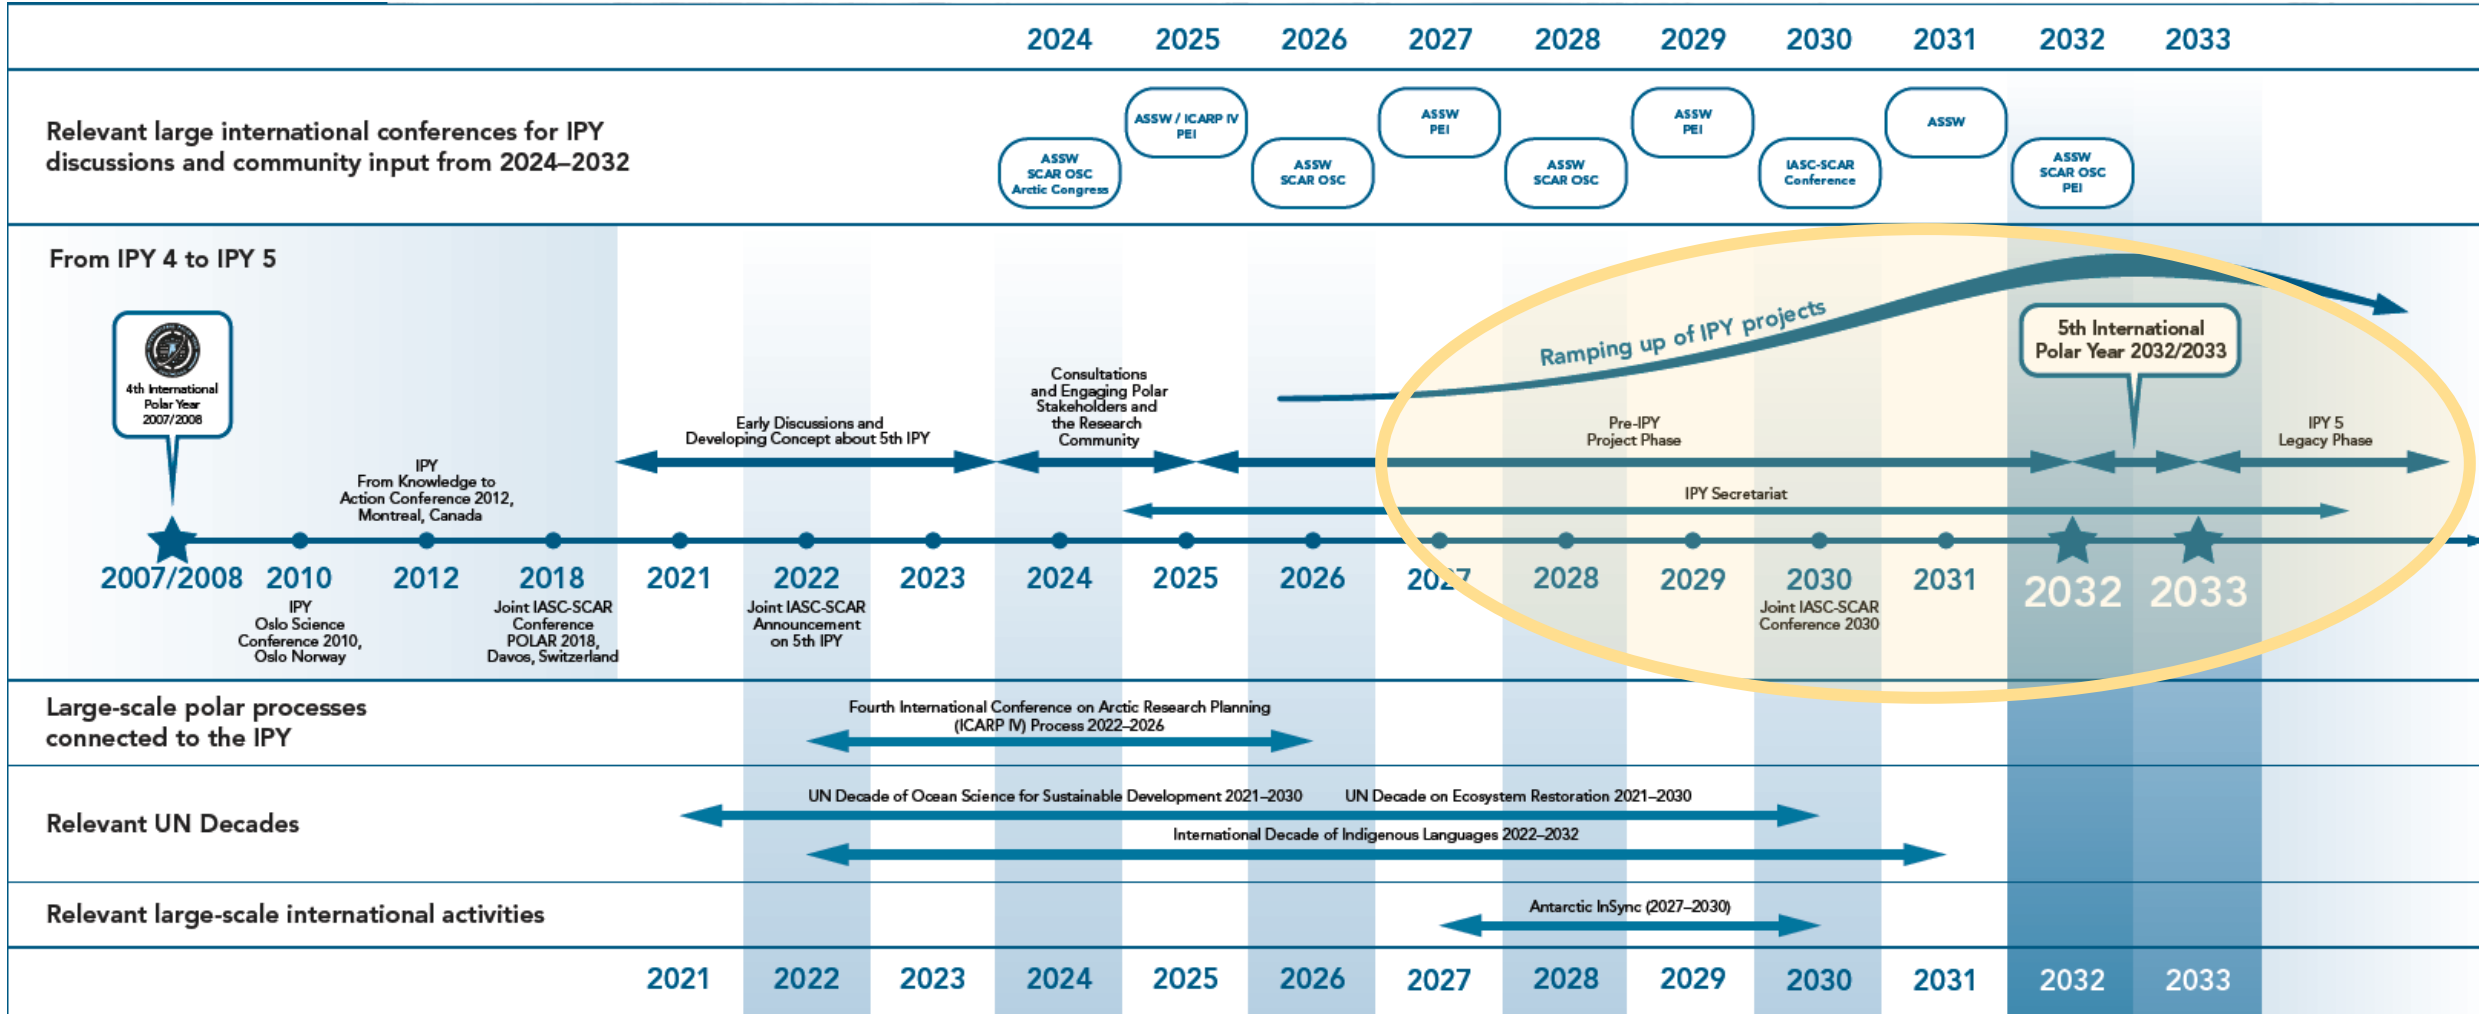 2024 2025 2026 2027 2028 2029 2030 2031 2032 2033
Relevant large international conferences for IPY
discussions and community input from 2024–2032
ASSW
SCAR OSC
Arctic Congress
ASSW / ICARP IV
PEI
ASSW
SCAR OSC
ASSW
PEI
ASSW
SCAR OSC
ASSW
PEI
IASC-SCAR
Conference
ASSW
ASSW
SCAR OSC
PEI
From IPY 4 to IPY 5
4th International
Polar Year
2007/2008
IPY
From Knowledge to
Action Conference 2012,
Montreal, Canada
Early Discussions and
Developing Concept about 5th IPY
Consultations
and Engaging Polar
Stakeholders and
the Research
Community
Ramping up of IPY projects
Pre-IPY
Project Phase
5th International
Polar Year 2032/2033
IPY 5
Legacy Phase
IPY Secretariat
2007/2008 2010 2012 2018 2021 2022 2023 2024 2025 2026 2027 2028 2029 2030 2031 2032 2033
IPY
Oslo Science
Conference 2010,
Oslo Norway
Joint IASC-SCAR
Conference
POLAR 2018,
Davos, Switzerland
Joint IASC-SCAR
Announcement
on 5th IPY
Joint IASC-SCAR
Conference 2030
Large-scale polar processes
connected to the IPY
Fourth International Conference on Arctic Research Planning
(ICARP IV) Process 2022–2026
Relevant UN Decades
UN Decade of Ocean Science for Sustainable Development 2021–2030 UN Decade on Ecosystem Restoration 2021–2030
International Decade of Indigenous Languages 2022–2032
Relevant large-scale international activities
Antarctic InSync (2027–2030)
2021 2022 2023 2024 2025 2026 2027 2028 2029 2030 2031 2032 2033